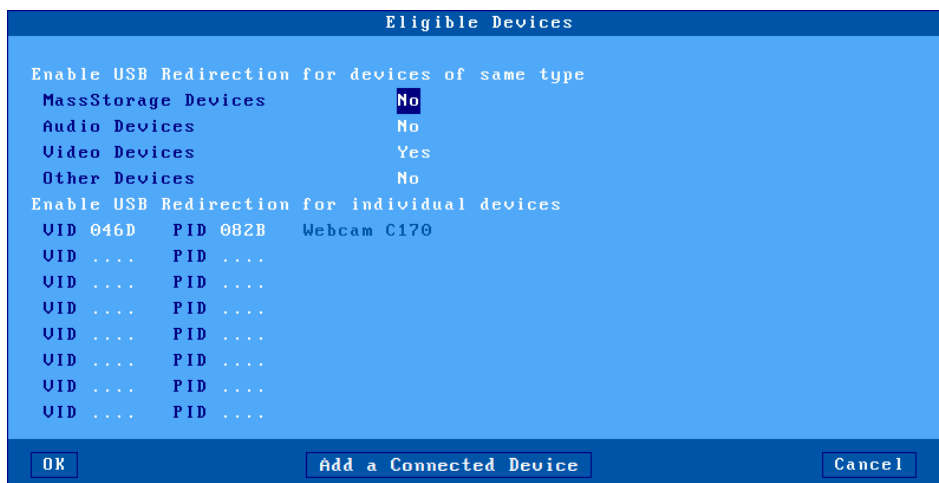 Eligible Devices
Enable USB Redirection for devices of same type
MassStorage Devices No
Audio Devices No
Video Devices Yes
Other Devices No
Enable USB Redirection for individual devices
VID 046D PID 082B Webcam C170
VID .... PID ....
VID .... PID ....
VID .... PID ....
VID .... PID ....
VID .... PID ....
VID .... PID ....
VID .... PID ....
OK Add a Connected Device Cancel